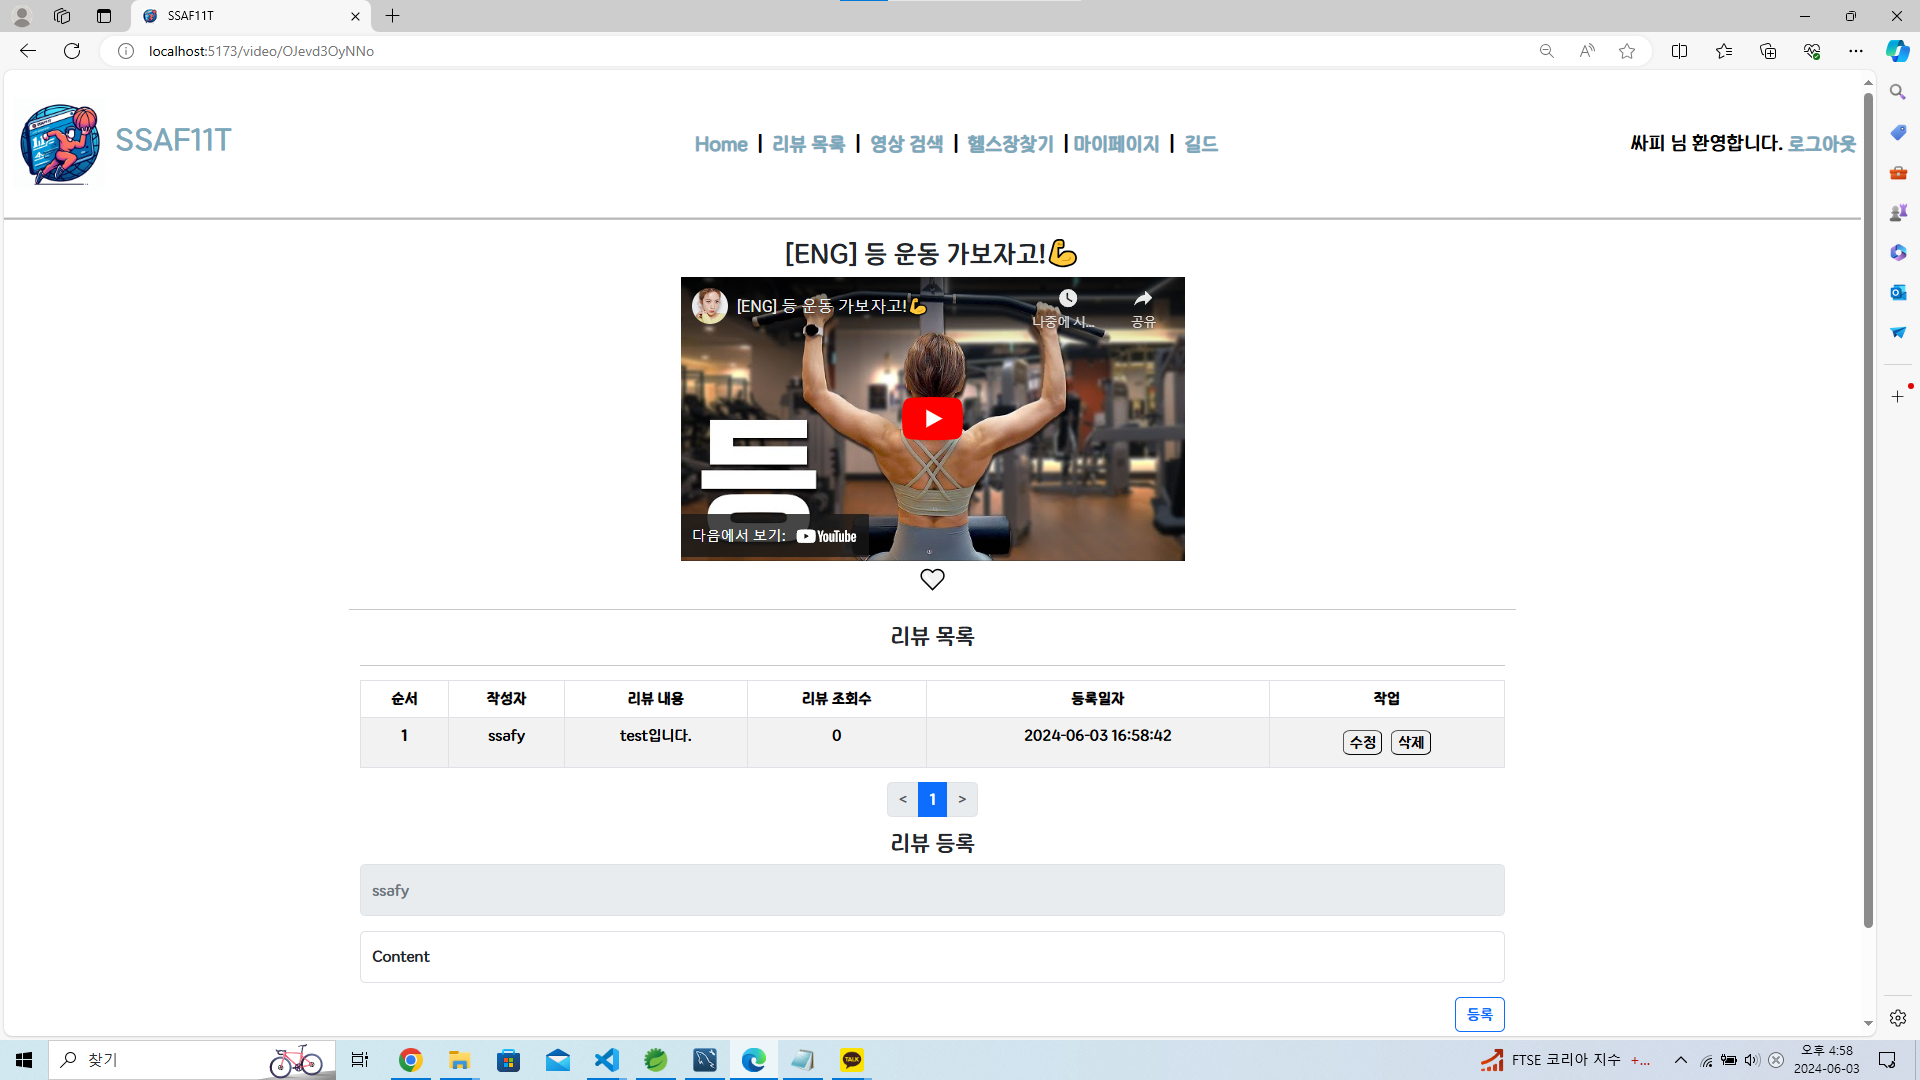 SSAF11T
localhost:5173/video/OJevd3OyNNo
SSAF11T
Home | 리뷰 목록 | 영상 검색 | 헬스장찾기 | 마이페이지 | 길드
싸피 님 환영합니다. 로그아웃
[ENG] 등 운동 가보자고!💪
[ENG] 등 운동 가보자고!💪
나중에 시...
공유
등
다음에서 보기: YouTube
리뷰 목록
순서 작성자 리뷰 내용 리뷰 조회수 등록일자 작업
1 ssafy test입니다. 0 2024-06-03 16:58:42 수정 삭제
< 1 >
리뷰 등록
ssafy
Content
등록
찾기
TALK
FTSE 코리아 지수 +...
오후 4:58
2024-06-03